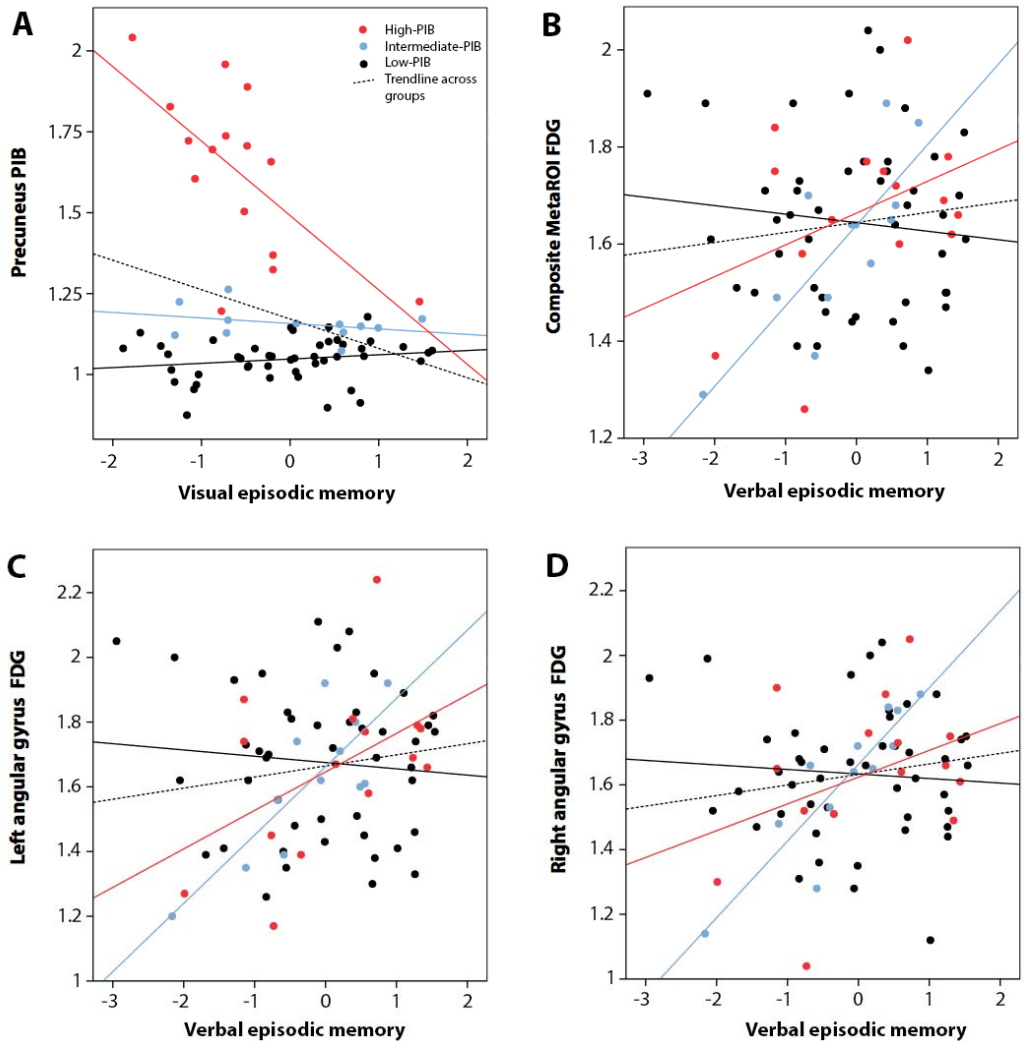 A
High-PIB
Intermediate-PIB
Low-PIB
Trendline across
groups
Precuneus PIB
2
1.75
1.5
1.25
1
-2 -1 0 1 2
Visual episodic memory
B
Composite MetaROI FDG
2
1.8
1.6
1.4
1.2
-3 -2 -1 0 1 2
Verbal episodic memory
C
Left angular gyrus FDG
2.2
2
1.8
1.6
1.4
1.2
1
-3 -2 -1 0 1 2
Verbal episodic memory
D
Right angular gyrus FDG
2.2
2
1.8
1.6
1.4
1.2
1
-3 -2 -1 0 1 2
Verbal episodic memory